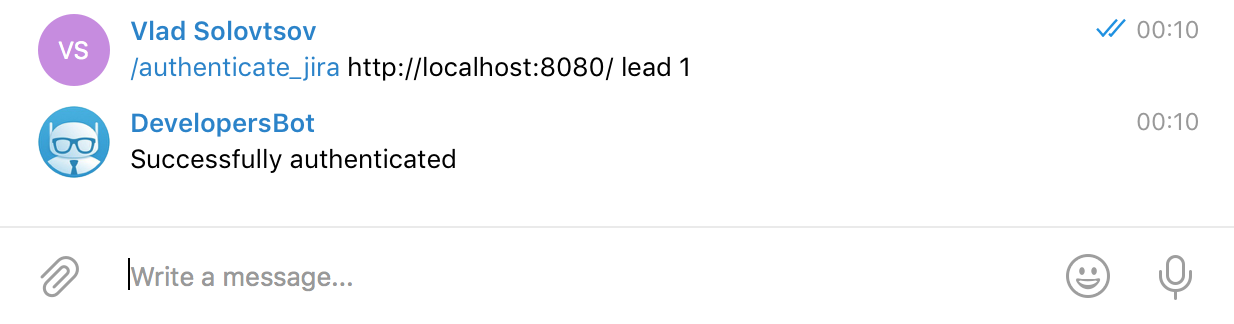 VS
Vlad Solovtsov
00:10
/authenticate_jira http://localhost:8080/ lead 1
DevelopersBot
00:10
Successfully authenticated
Write a message...